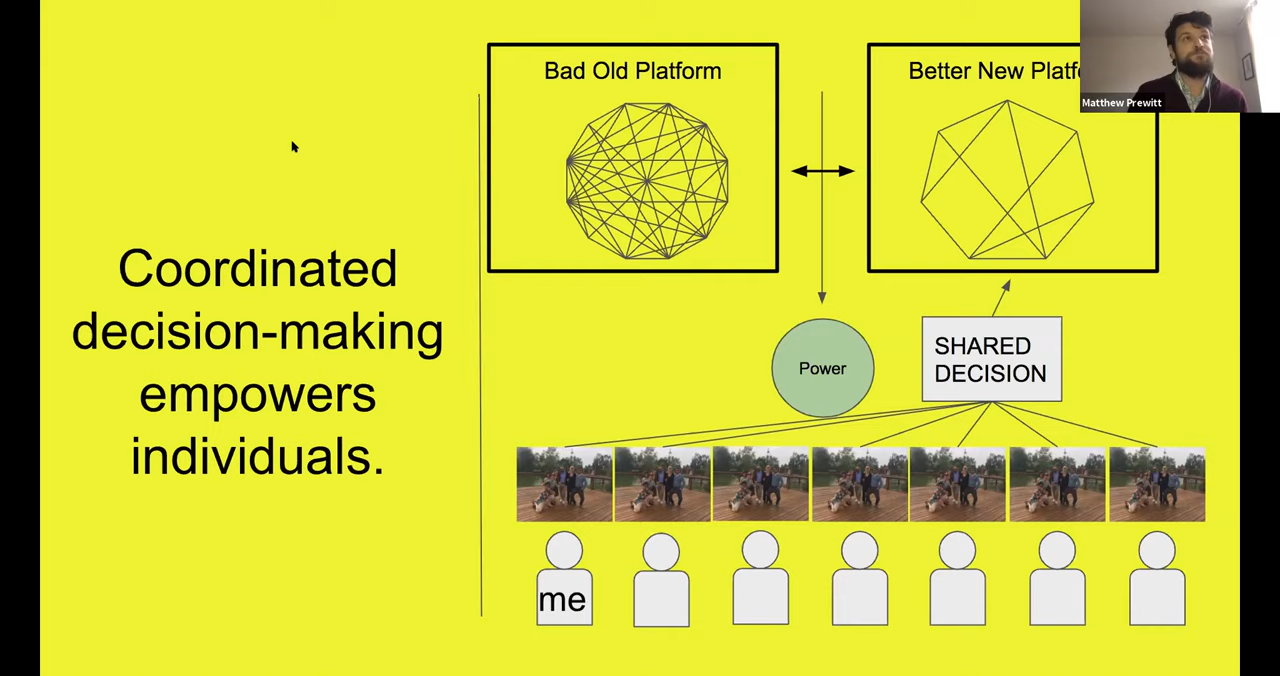 Coordinated
decision-making
empowers
individuals.
Bad Old Platform
Better New Platf
Matthew Prewitt
Power
SHARED
DECISION
me